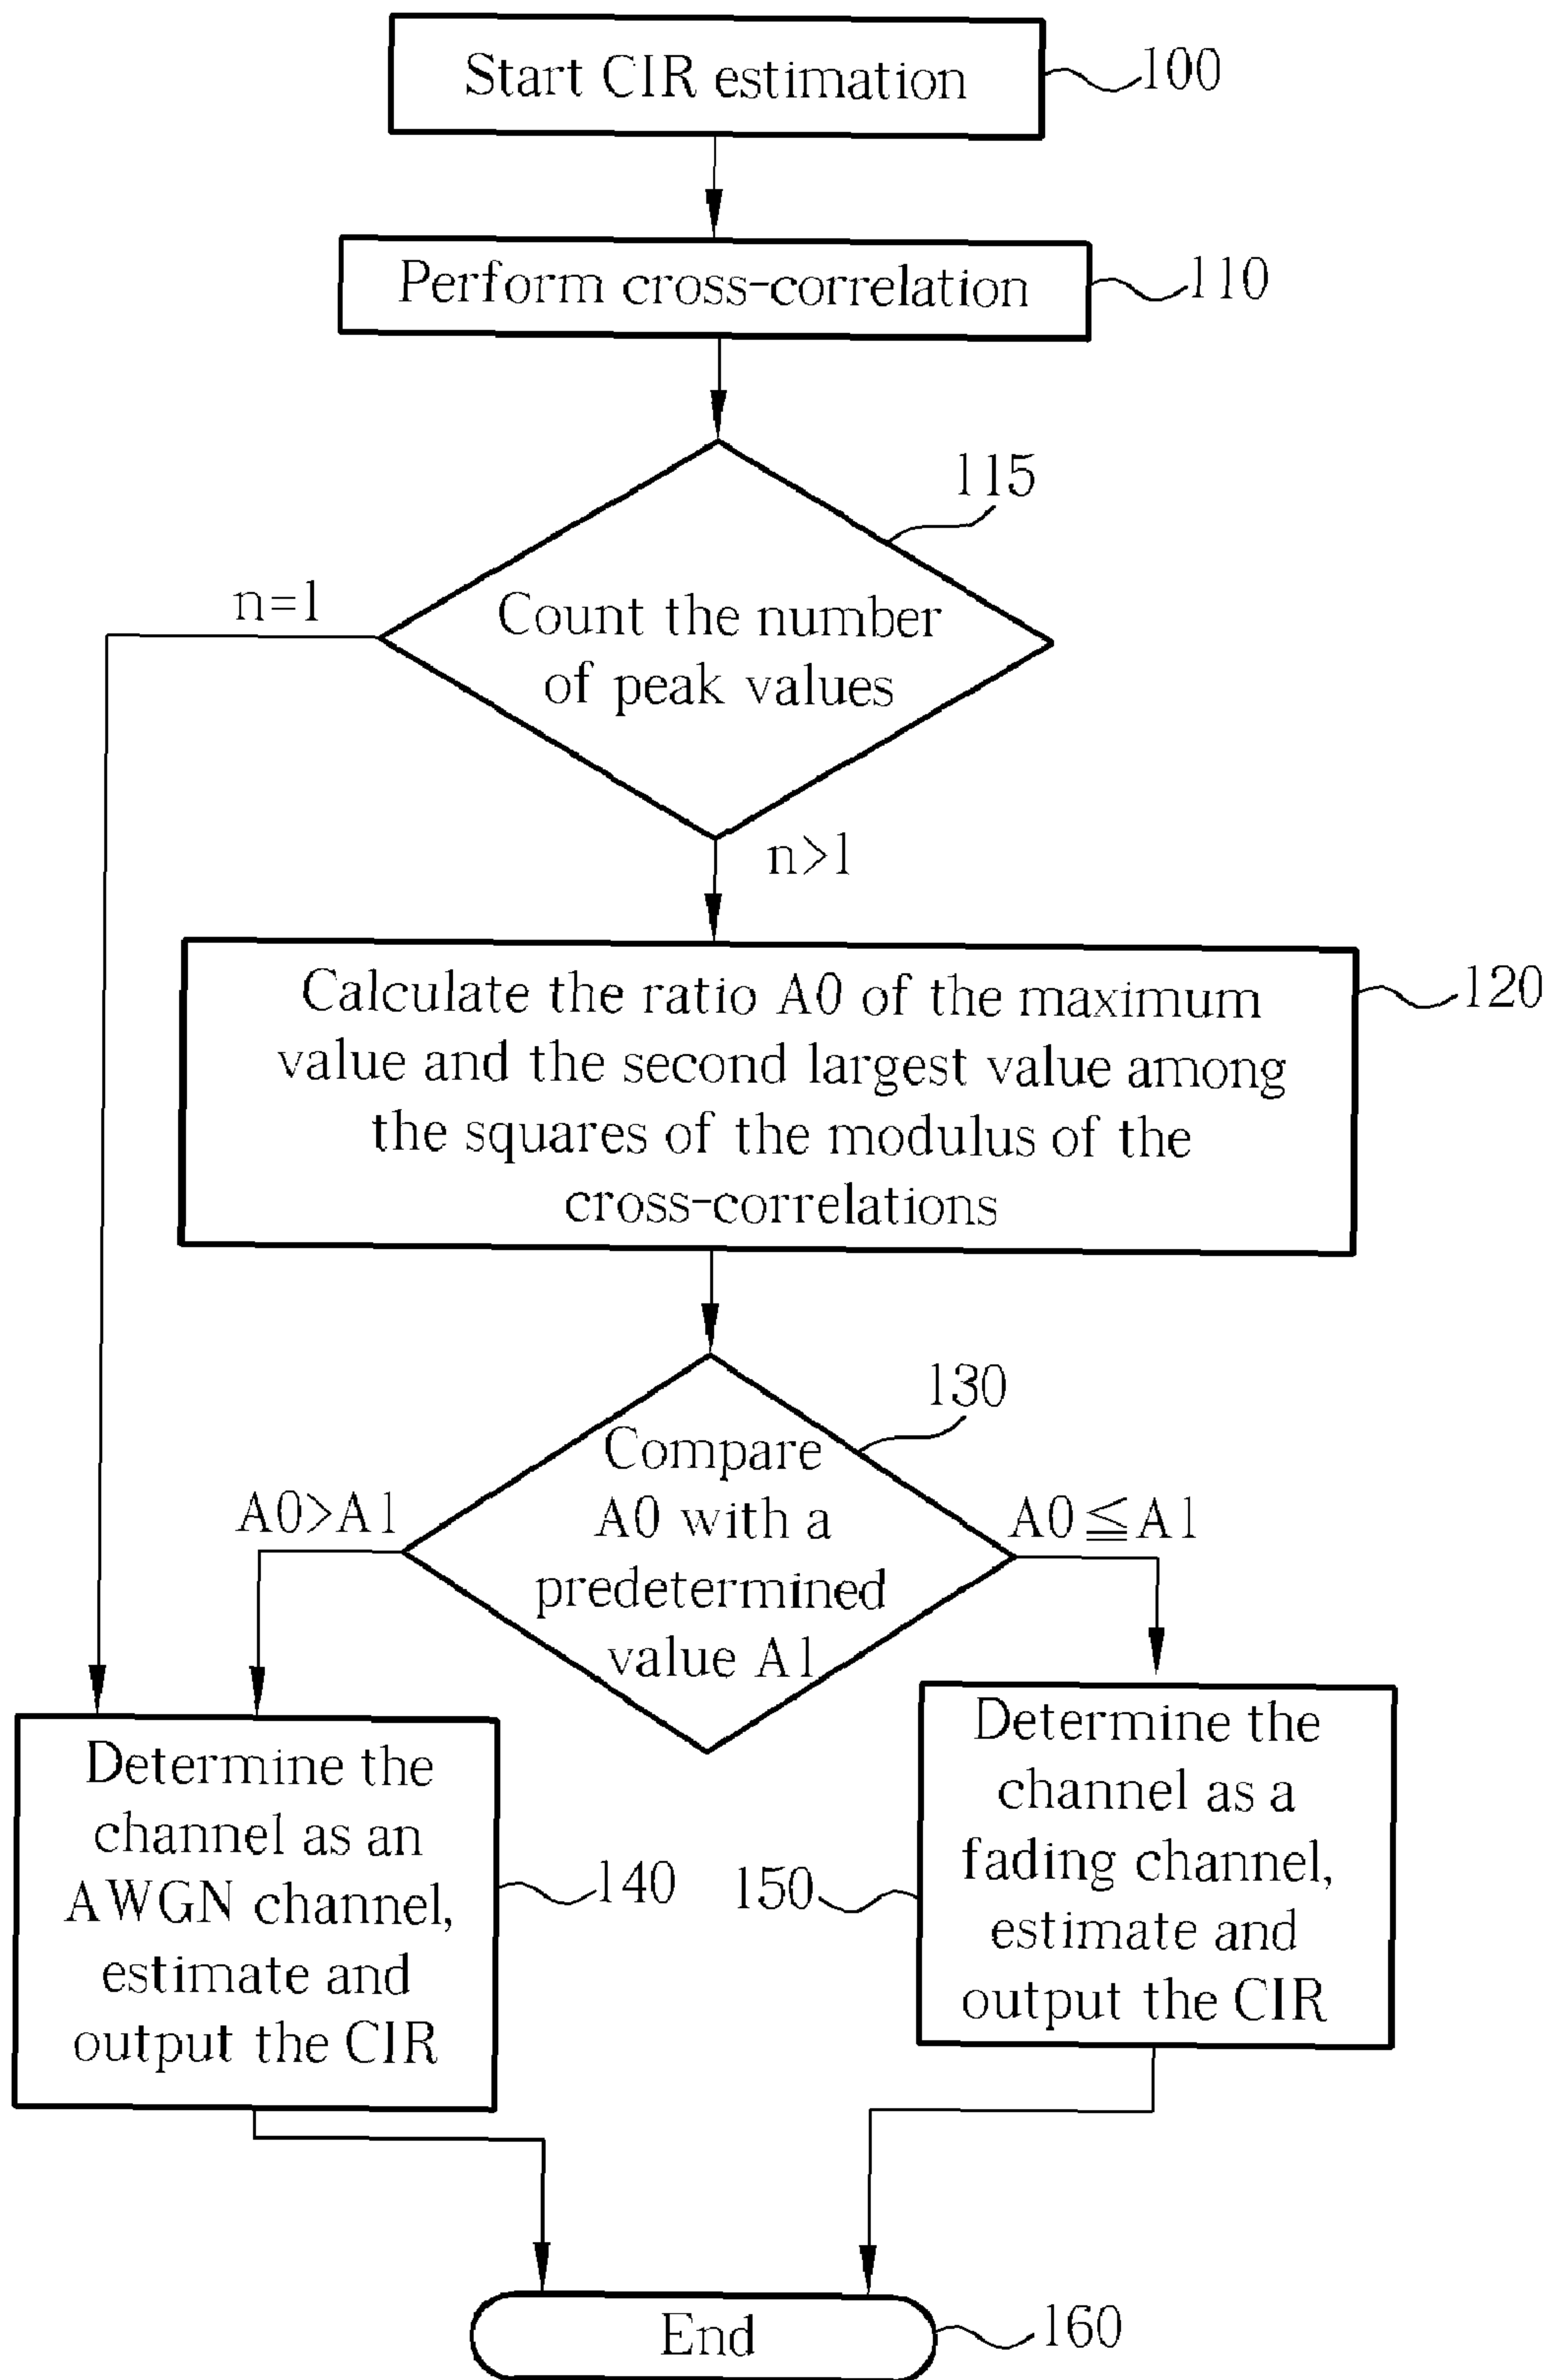 Start CIR estimation
100
Perform cross-correlation
110
115
n=1
Count the number
of peak values
n>1
Calculate the ratio A0 of the maximum
value and the second largest value among
the squares of the modulus of the
cross-correlations
120
130
Compare
A0 with a
predetermined
value A1
A0>A1
A0≦A1
Determine the
channel as an
AWGN channel,
estimate and
output the CIR
140
150
Determine the
channel as a
fading channel,
estimate and
output the CIR
End
160